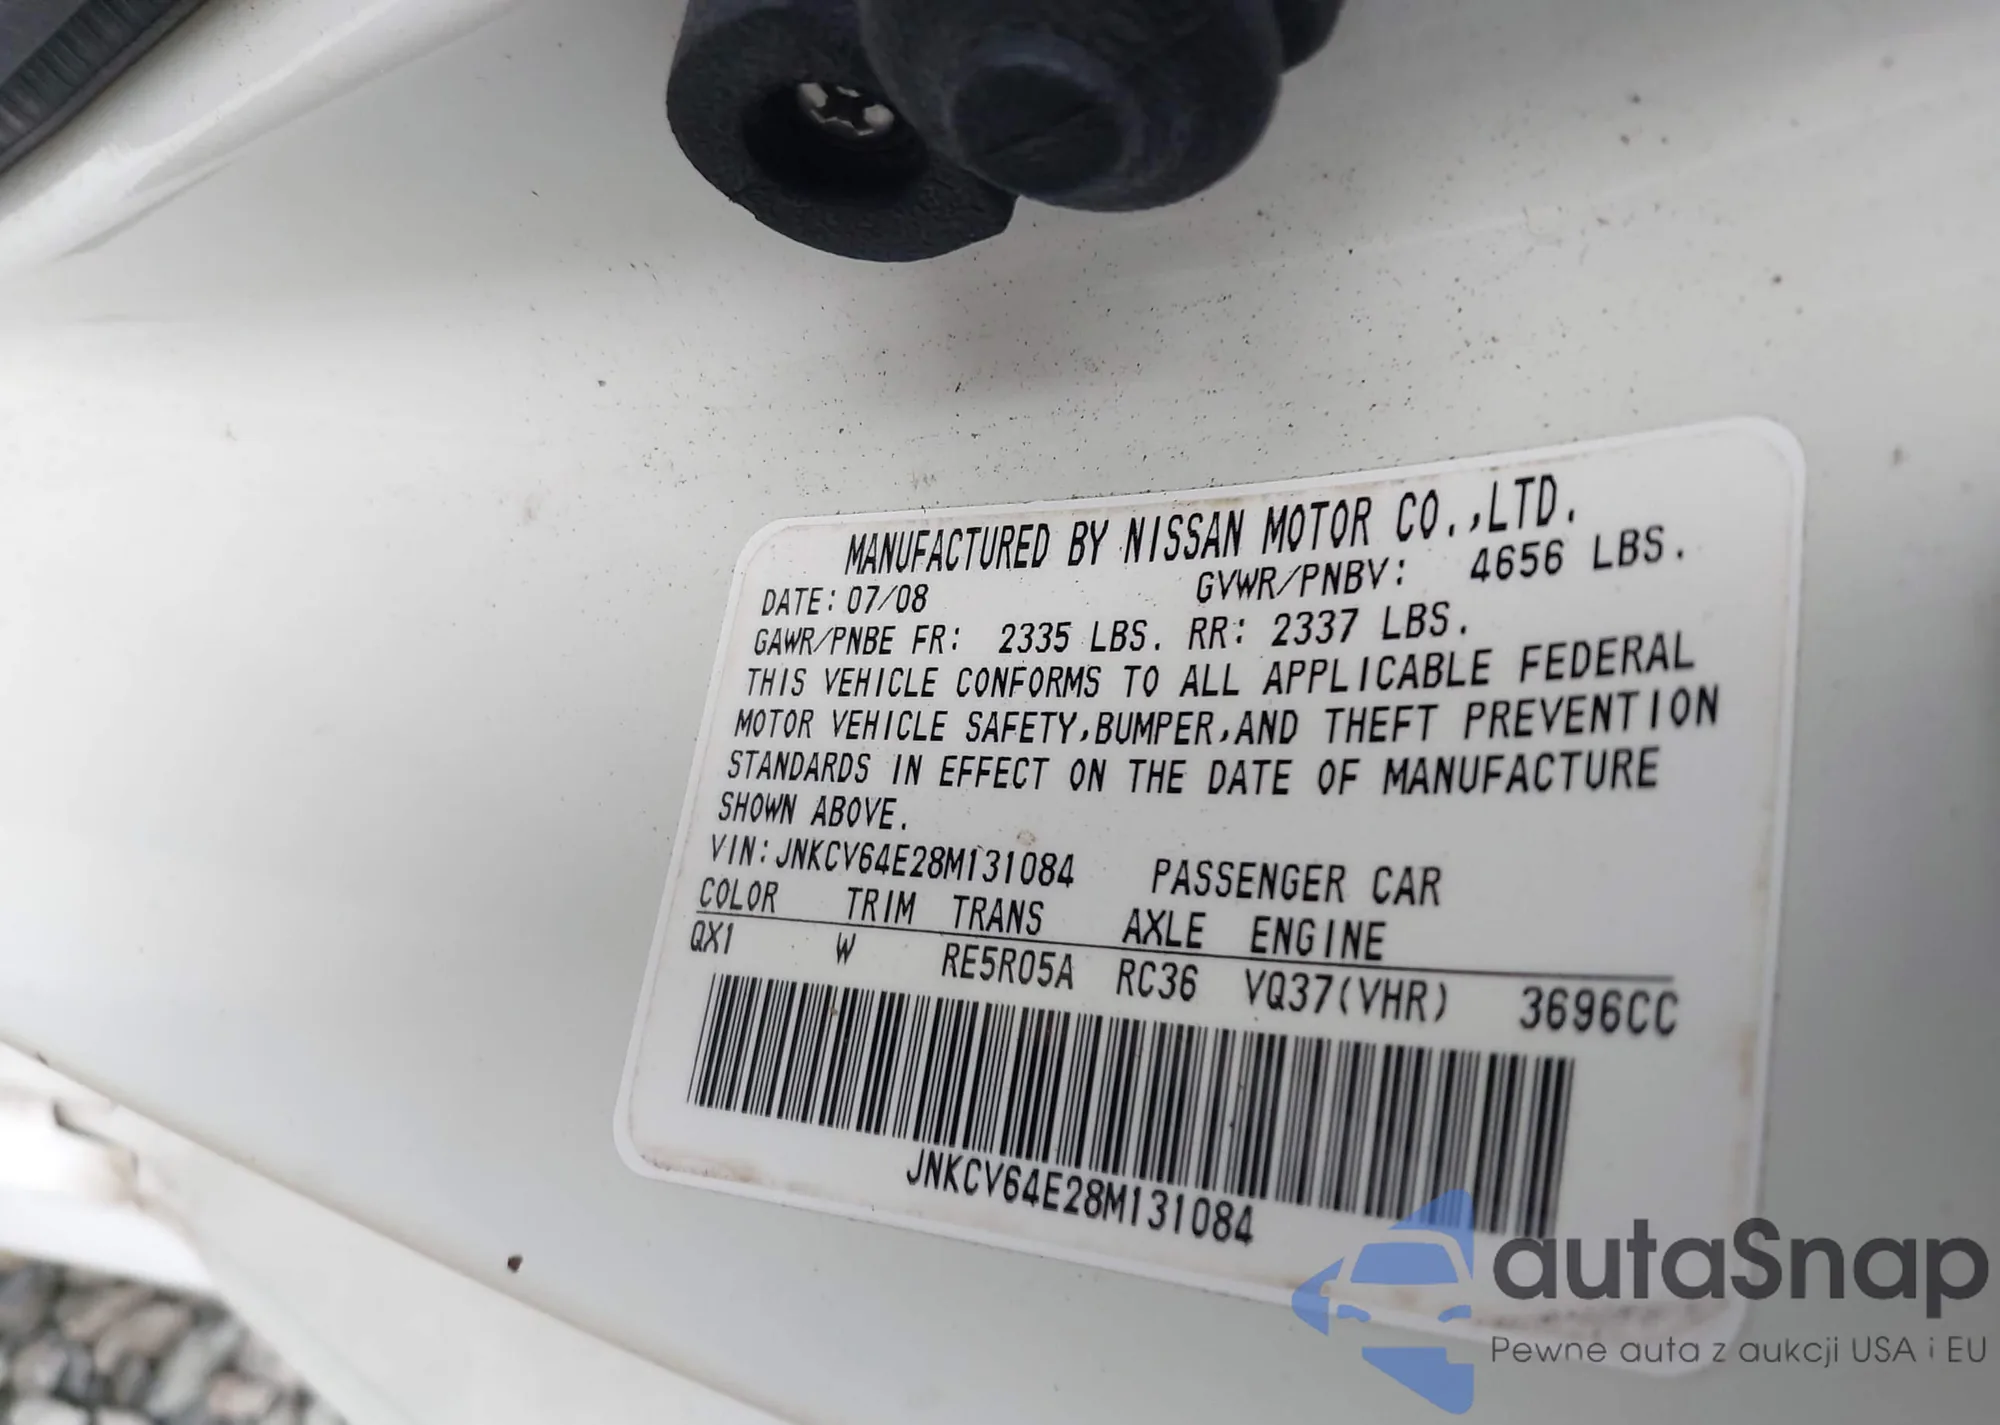 MANUFACTURED BY NISSAN MOTOR CO.,LTD.
DATE: 07/08 GVWR/PNBV: 4656 LBS.
GAWR/PNBE FR: 2335 LBS. RR: 2337 LBS.
THIS VEHICLE CONFORMS TO ALL APPLICABLE FEDERAL
MOTOR VEHICLE SAFETY,BUMPER,AND THEFT PREVENTION
STANDARDS IN EFFECT ON THE DATE OF MANUFACTURE
SHOWN ABOVE.
VIN:JNKCV64E28M131084 PASSENGER CAR
COLOR TRIM TRANS AXLE ENGINE
QX1 W RE5R05A RC36 VQ37(VHR) 3696CC
JNKCV64E28M131084
autaSnap
Pewne auta z aukcji USA i EU